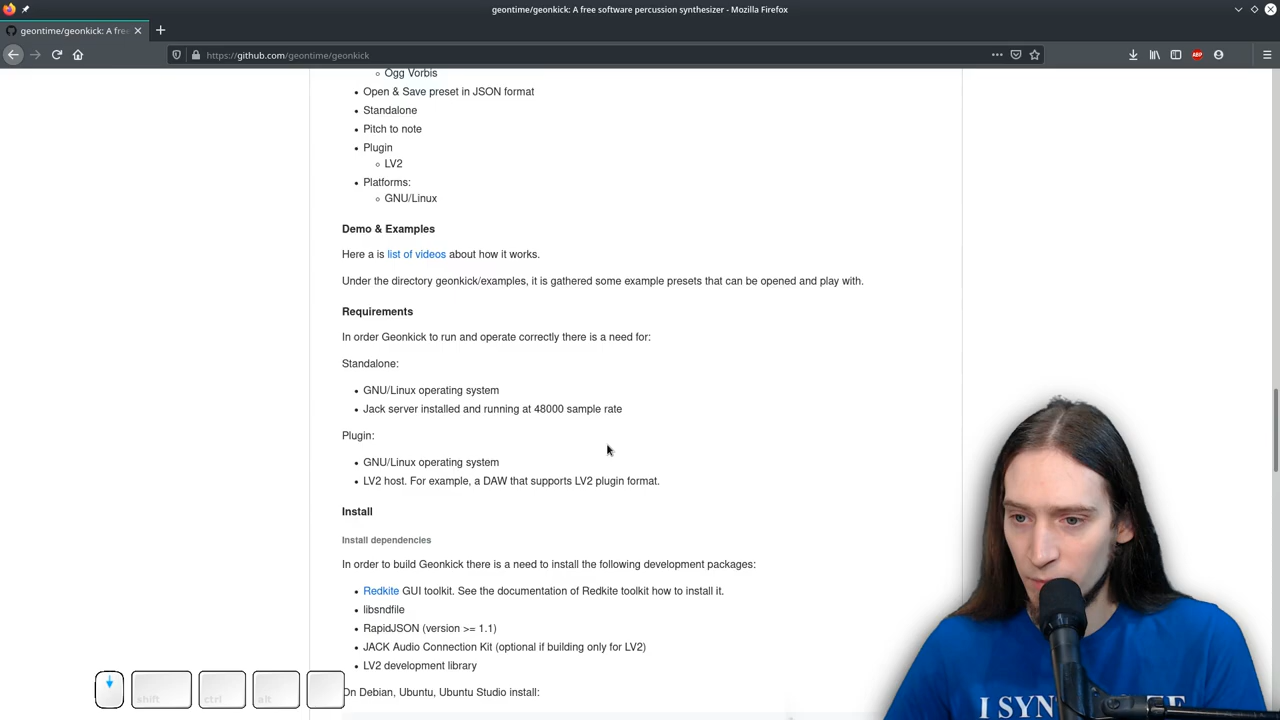 geontime/geonkick: A free software percussion synthesizer - Mozilla Firefox
geontime/geonkick: A free
https://github.com/geontime/geonkick
ABP
Ogg Vorbis
Open & Save preset in JSON format
Standalone
Pitch to note
Plugin
LV2
Platforms:
GNU/Linux
Demo & Examples
Here a is list of videos about how it works.
Under the directory geonkick/examples, it is gathered some example presets that can be opened and play with.
Requirements
In order Geonkick to run and operate correctly there is a need for:
Standalone:
GNU/Linux operating system
Jack server installed and running at 48000 sample rate
Plugin:
GNU/Linux operating system
LV2 host. For example, a DAW that supports LV2 plugin format.
Install
Install dependencies
In order to build Geonkick there is a need to install the following development packages:
Redkite GUI toolkit. See the documentation of Redkite toolkit how to install it.
libsndfile
RapidJSON (version >= 1.1)
JACK Audio Connection Kit (optional if building only for LV2)
LV2 development library
On Debian, Ubuntu, Ubuntu Studio install:
shift ctrl alt
I SYN